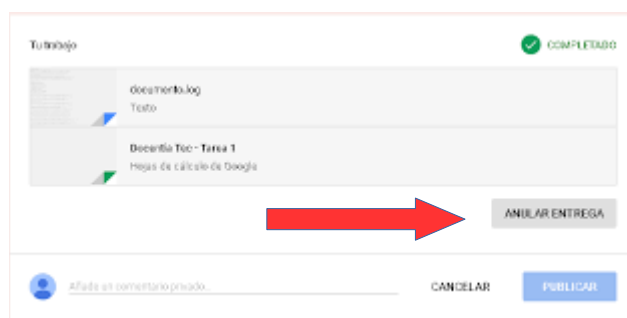 Tu trabajo
COMPLETADO
documento.log
Texto
Docentia Tec - Tarea 1
Hojas de cálculo de Google
ANULAR ENTREGA
Añade un comentario privado...
CANCELAR
PUBLICAR